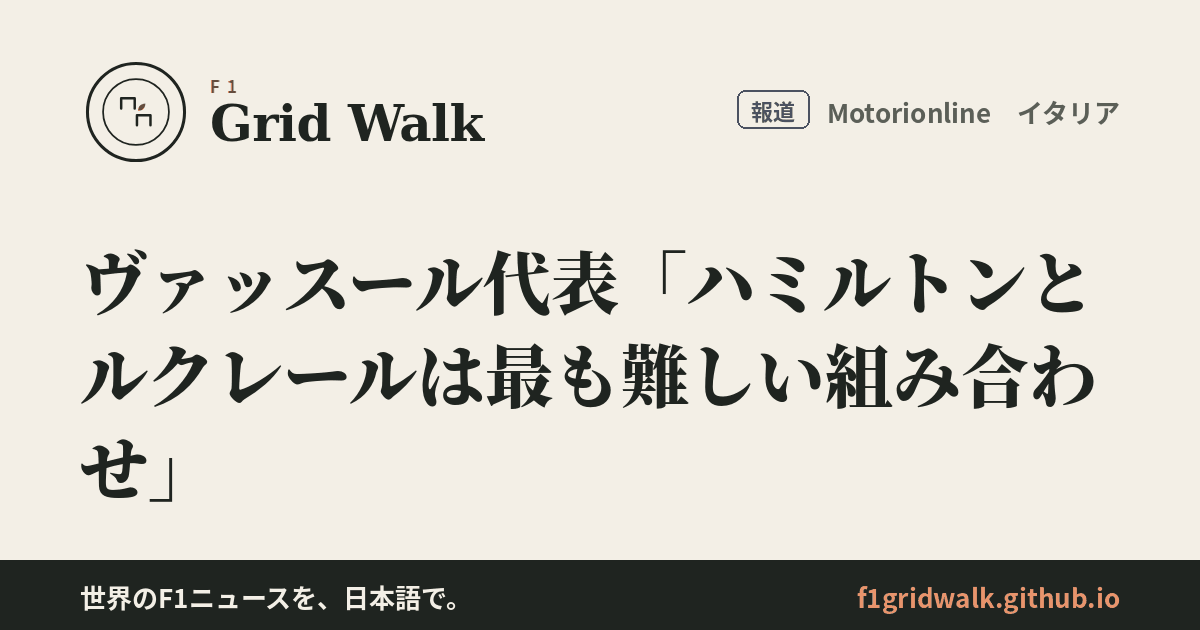 F1
Grid Walk
報道 Motorionline イタリア
ヴァッスール代表「ハミルトンと
ルクレールは最も難しい組み合わ
せ」
世界のF1ニュースを、日本語で。
f1gridwalk.github.io